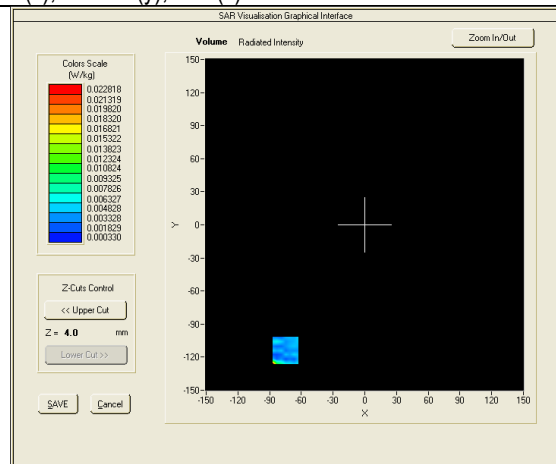 SAR Visualisation Graphical Interface
Volume Radiated Intensity
Zoom In/Out
Colors Scale
(W/kg)
0.022818
0.021319
0.019820
0.018320
0.016821
0.015322
0.013823
0.012324
0.010824
0.009325
0.007826
0.006327
0.004828
0.003328
0.001829
0.000330
Z-Cuts Control
<< Upper Cut
Z = 4.0 mm
Lower Cut >>
SAVE Cancel
150
120
90
60
30
0
-30
-60
-90
-120
-150
Y
-150 -120 -90 -60 -30 0 30 60 90 120 150
X